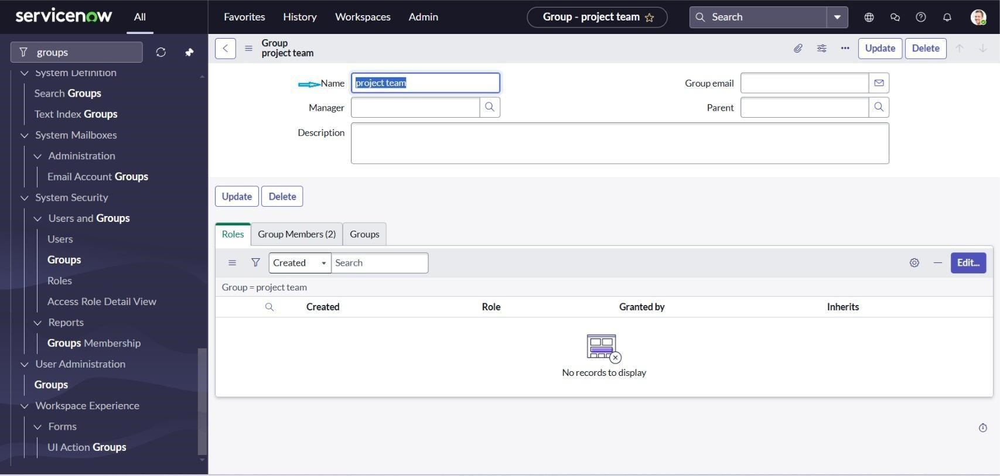 servicenow
All
Favorites
History
Workspaces
Admin
Group - project team
Search
groups
System Definition
Search Groups
Text Index Groups
System Mailboxes
Administration
Email Account Groups
System Security
Users and Groups
Users
Groups
Roles
Access Role Detail View
Reports
Groups Membership
User Administration
Groups
Workspace Experience
Forms
UI Action Groups
Group
project team
Update
Delete
Name
project team
Group email
Manager
Parent
Description
Update
Delete
Roles
Group Members (2)
Groups
Created
Search
Edit...
Group = project team
Created
Role
Granted by
Inherits
No records to display